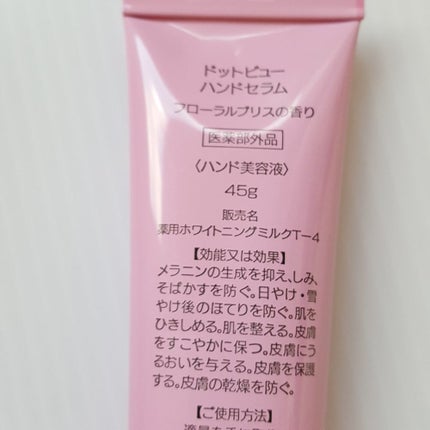 ドットビュー
ハンドセラム
フローラルブリスの香り
医薬部外品
〈ハンド美容液〉
45g
販売名
薬用ホワイトニングミルクT-4
【効能又は効果】
メラニンの生成を抑え、しみ、
そばかすを防ぐ。日やけ・雪
やけ後のほてりを防ぐ。肌を
ひきしめる。肌を整える。皮膚
をすこやかに保つ。皮膚にう
るおいを与える。皮膚を保護
する。皮膚の乾燥を防ぐ。
【ご使用方法】
適量を手に